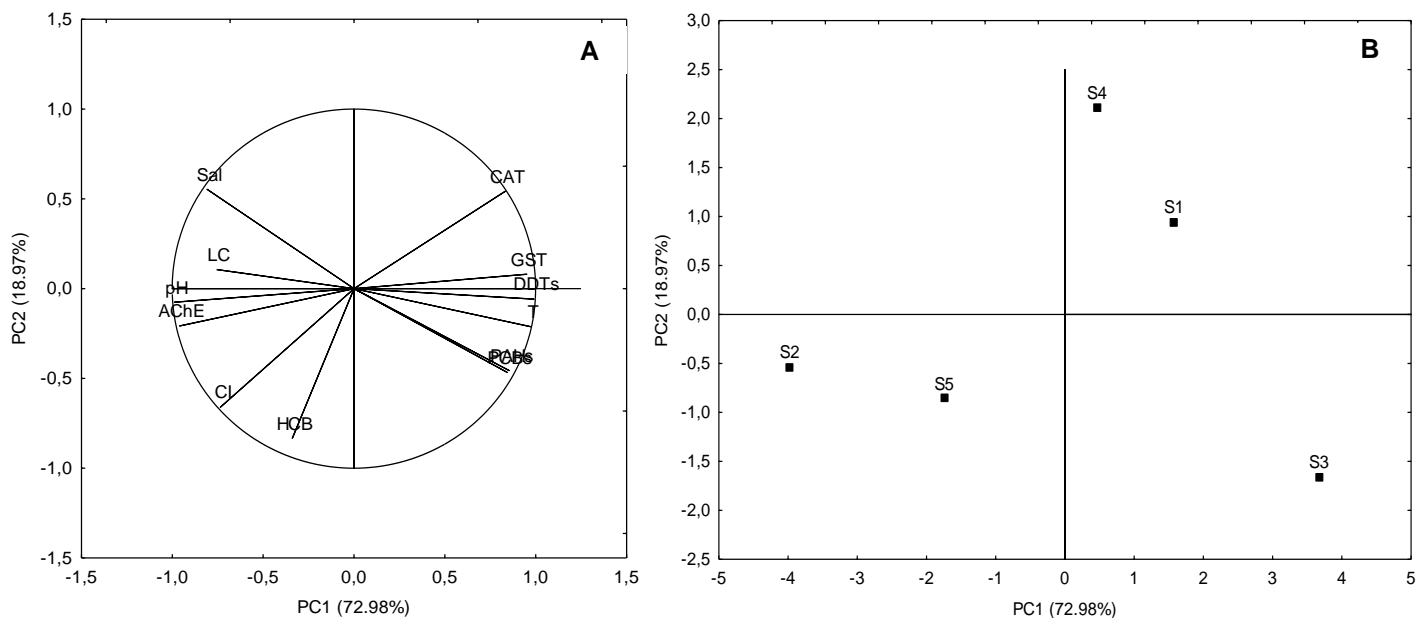 A
1,5
1,0
0,5
0,0
-0,5
-1,0
-1,5
PC2 (18.97%)
Sal
CAT
LC
GST
pH
DDTs
AChE
T
PAHs
PCBs
CI
HCB
-1,5 -1,0 -0,5 0,0 0,5 1,0 1,5
PC1 (72.98%)
B
3,0
2,5
2,0
1,5
1,0
0,5
0,0
-0,5
-1,0
-1,5
-2,0
-2,5
PC2 (18.97%)
S4
S1
S2
S5
S3
-5 -4 -3 -2 -1 0 1 2 3 4 5
PC1 (72.98%)